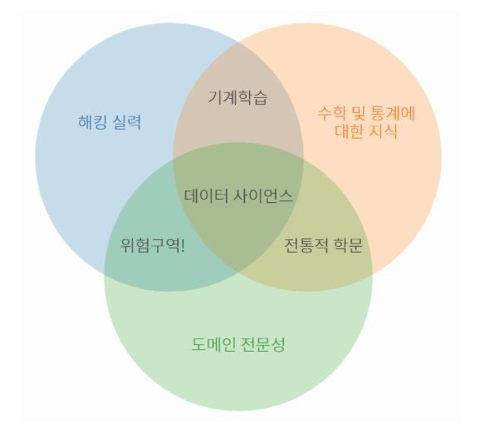 기계학습
해킹 실력
수학 및 통계에
대한 지식
데이터 사이언스
위험구역!
전통적 학문
도메인 전문성